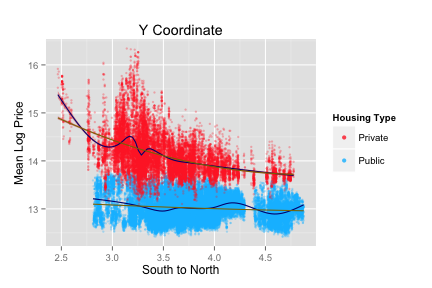 Y Coordinate
16
15
14
13
Mean Log Price
2.5 3.0 3.5 4.0 4.5
South to North
Housing Type
Private
Public